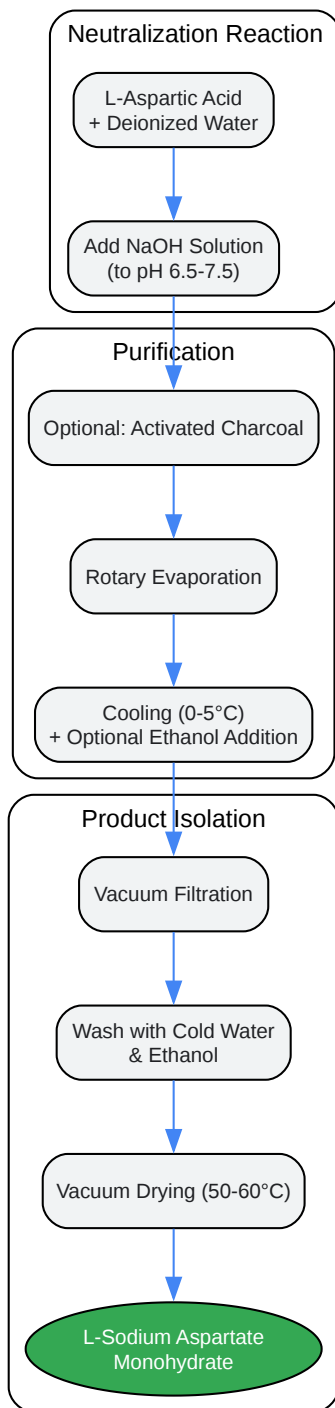 Neutralization Reaction
L-Aspartic Acid
+ Deionized Water
Add NaOH Solution
(to pH 6.5-7.5)
Purification
Optional: Activated Charcoal
Rotary Evaporation
Cooling (0-5°C)
+ Optional Ethanol Addition
Product Isolation
Vacuum Filtration
Wash with Cold Water
& Ethanol
Vacuum Drying (50-60°C)
L-Sodium Aspartate
Monohydrate